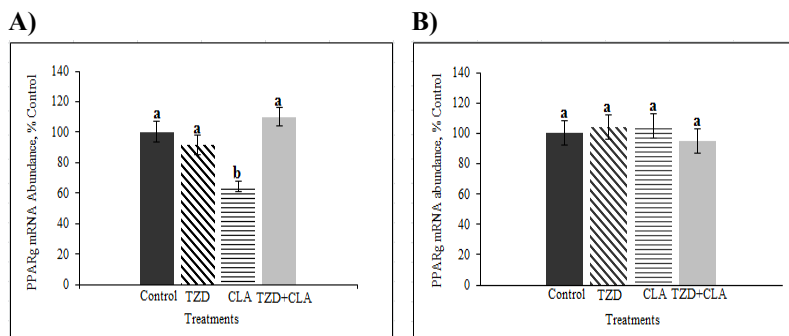 A)
B)
PPARg mRNA Abundance, % Control
140
120
100
80
60
40
20
0
a
a
b
a
Control TZD CLA TZD+CLA
Treatments
PPARg mRNA abundance, % Control
140
120
100
80
60
40
20
0
a
a
a
a
Control TZD CLA TZD+CLA
Treatments